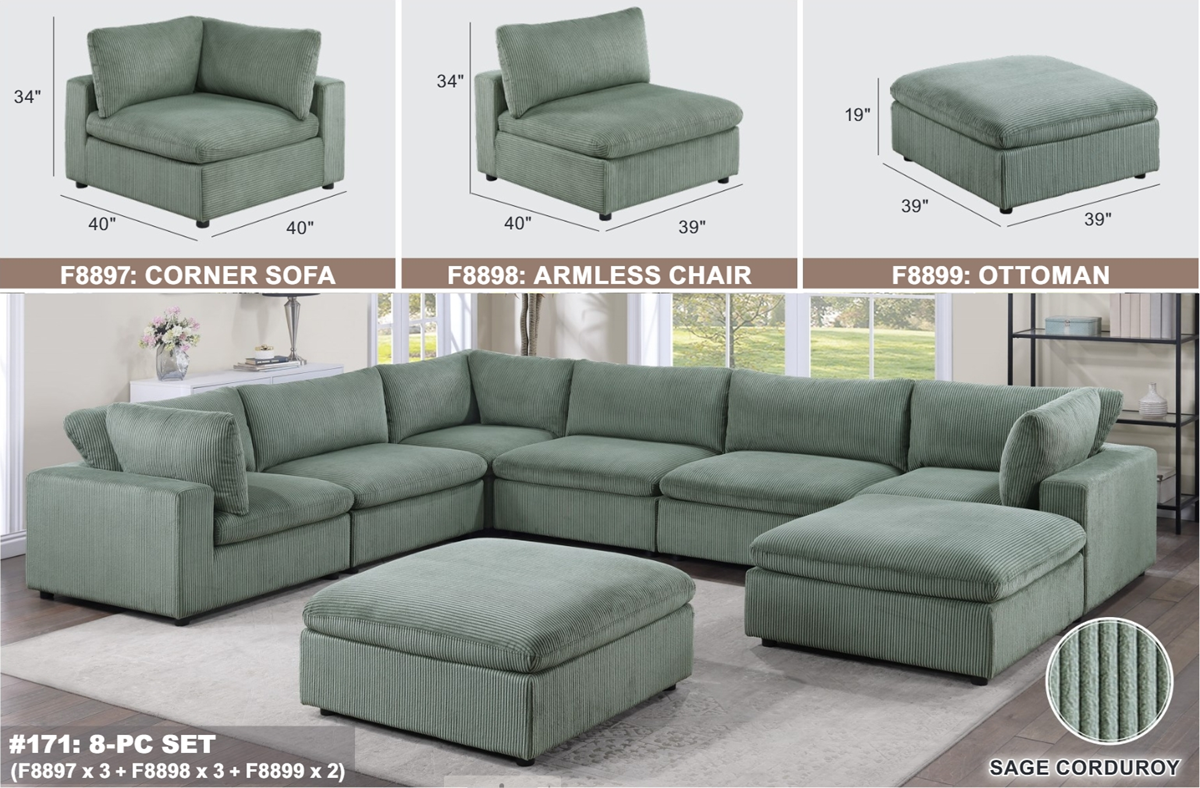 34"
40"
40"
F8897: CORNER SOFA
34"
40"
39"
F8898: ARMLESS CHAIR
19"
39"
39"
F8899: OTTOMAN
#171: 8-PC SET
(F8897 x 3 + F8898 x 3 + F8899 x 2)
SAGE CORDUROY